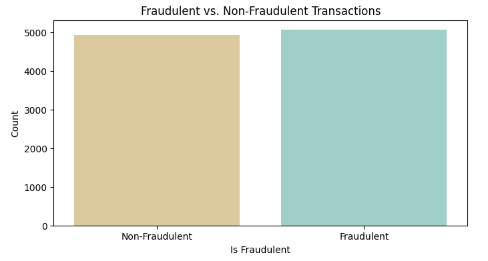 Fraudulent vs. Non-Fraudulent Transactions
5000
4000
3000
2000
1000
0
Count
Non-Fraudulent
Fraudulent
Is Fraudulent